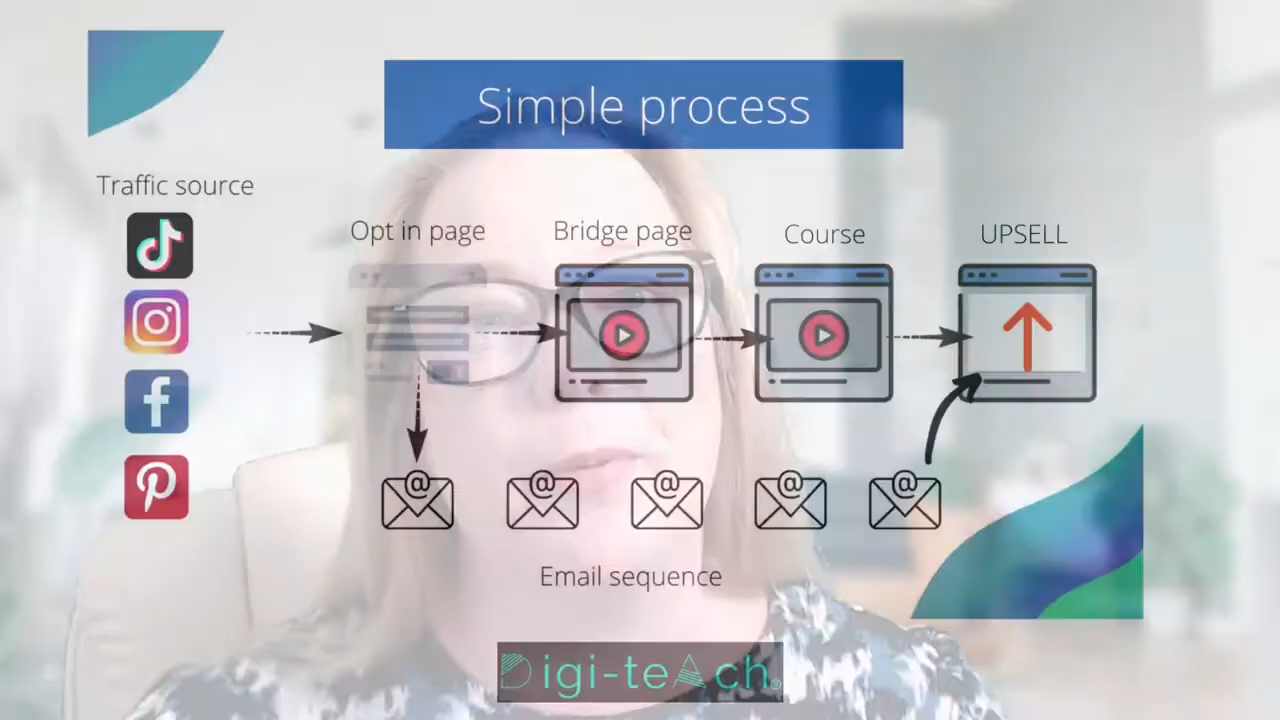 Simple process
Traffic source
Opt in page
Bridge page
Course
UPSELL
@ @ @ @ @
Email sequence
Digi-teAch®